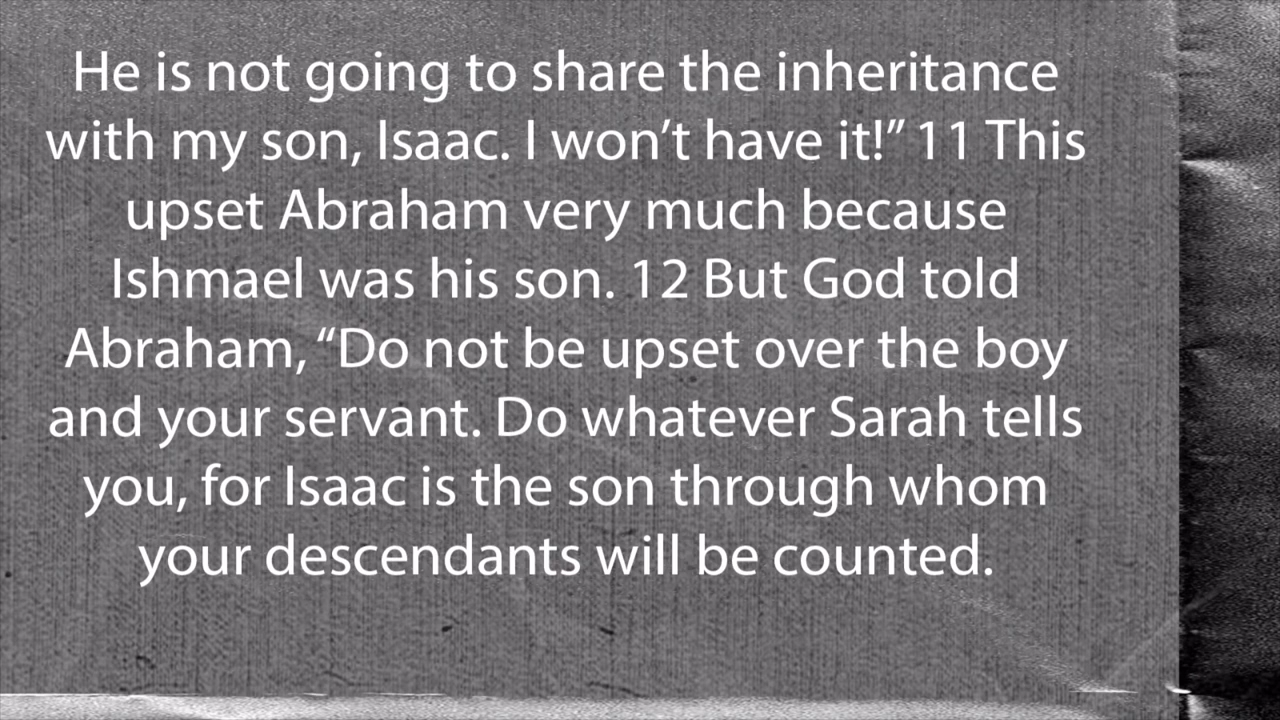 He is not going to share the inheritance
with my son, Isaac. I won’t have it!” 11 This
upset Abraham very much because
Ishmael was his son. 12 But God told
Abraham, “Do not be upset over the boy
and your servant. Do whatever Sarah tells
you, for Isaac is the son through whom
your descendants will be counted.